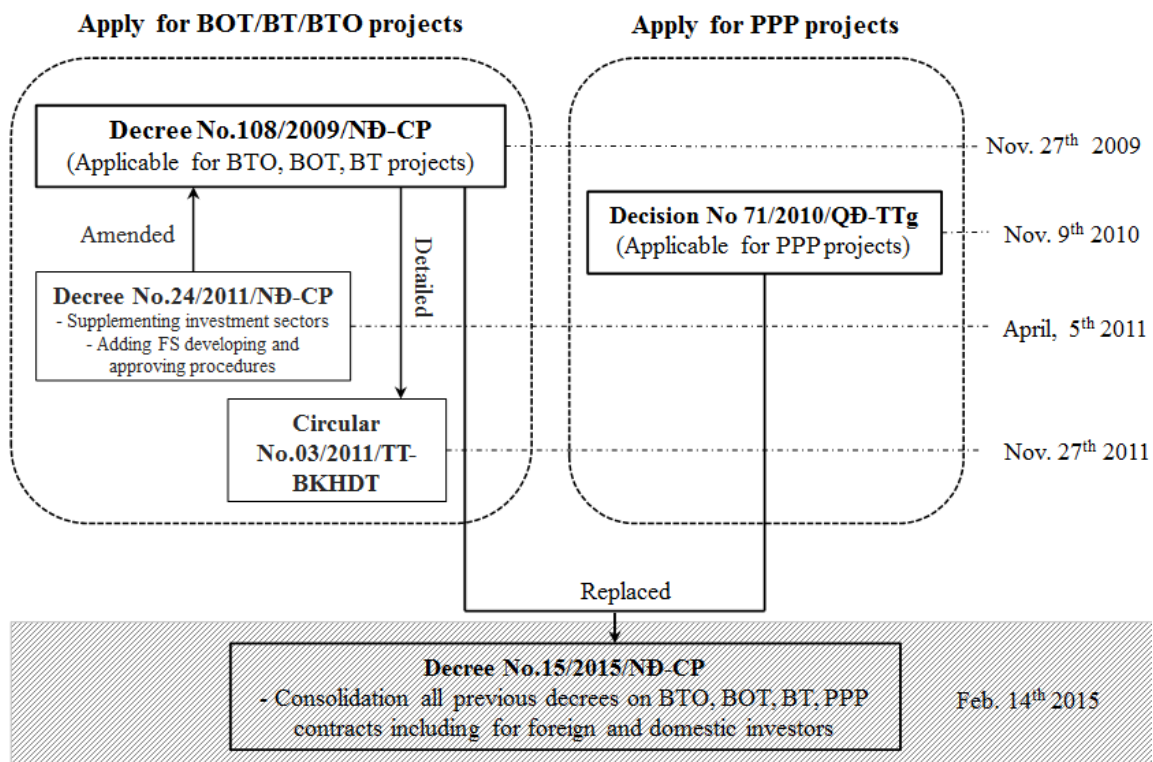 Apply for BOT/BT/BTO projects
Apply for PPP projects
Decree No.108/2009/NĐ-CP
(Applicable for BTO, BOT, BT projects)
Nov. 27th 2009
Decision No 71/2010/QĐ-TTg
(Applicable for PPP projects)
Nov. 9th 2010
Amended
Detailed
Decree No.24/2011/NĐ-CP
- Supplementing investment sectors
- Adding FS developing and
approving procedures
April, 5th 2011
Circular
No.03/2011/TT-
BKHDT
Nov. 27th 2011
Replaced
Decree No.15/2015/NĐ-CP
- Consolidation all previous decrees on BTO, BOT, BT, PPP
contracts including for foreign and domestic investors
Feb. 14th 2015